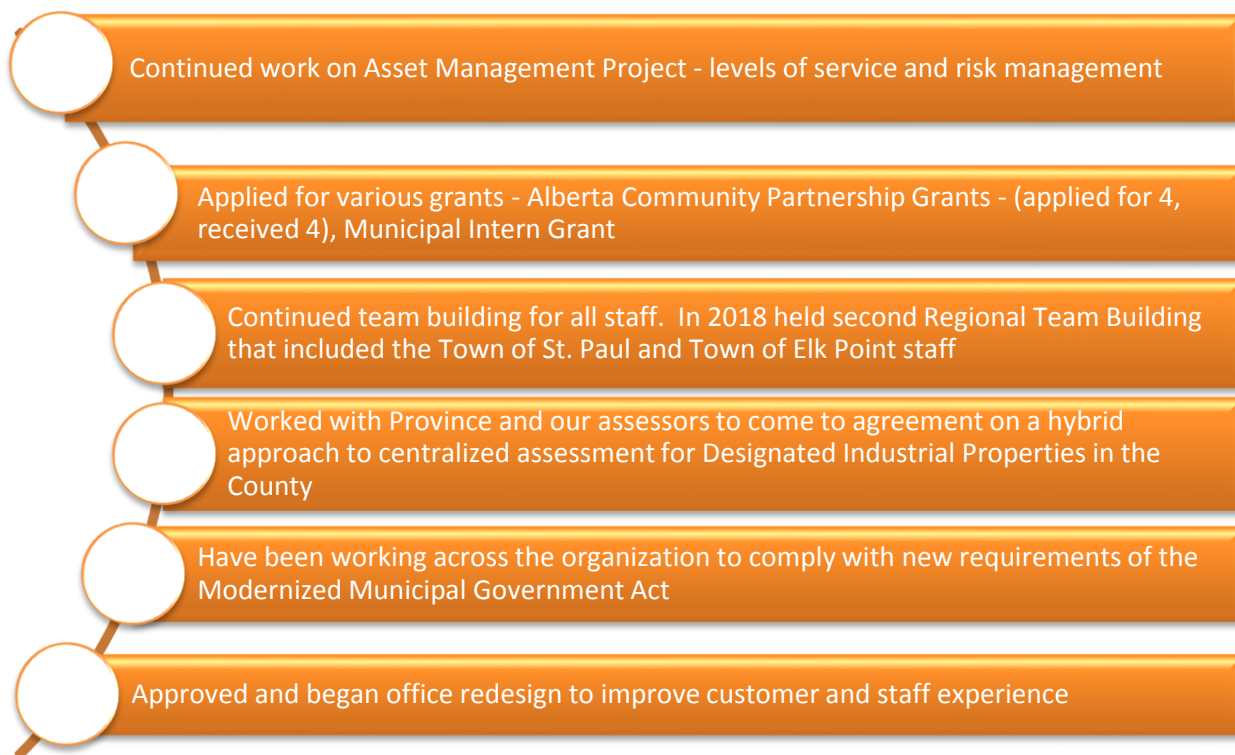 Continued work on Asset Management Project - levels of service and risk management
Applied for various grants - Alberta Community Partnership Grants - (applied for 4,
received 4), Municipal Intern Grant
Continued team building for all staff.  In 2018 held second Regional Team Building
that included the Town of St. Paul and Town of Elk Point staff
Worked with Province and our assessors to come to agreement on a hybrid
approach to centralized assessment for Designated Industrial Properties in the
County
Have been working across the organization to comply with new requirements of the
Modernized Municipal Government Act
Approved and began office redesign to improve customer and staff experience